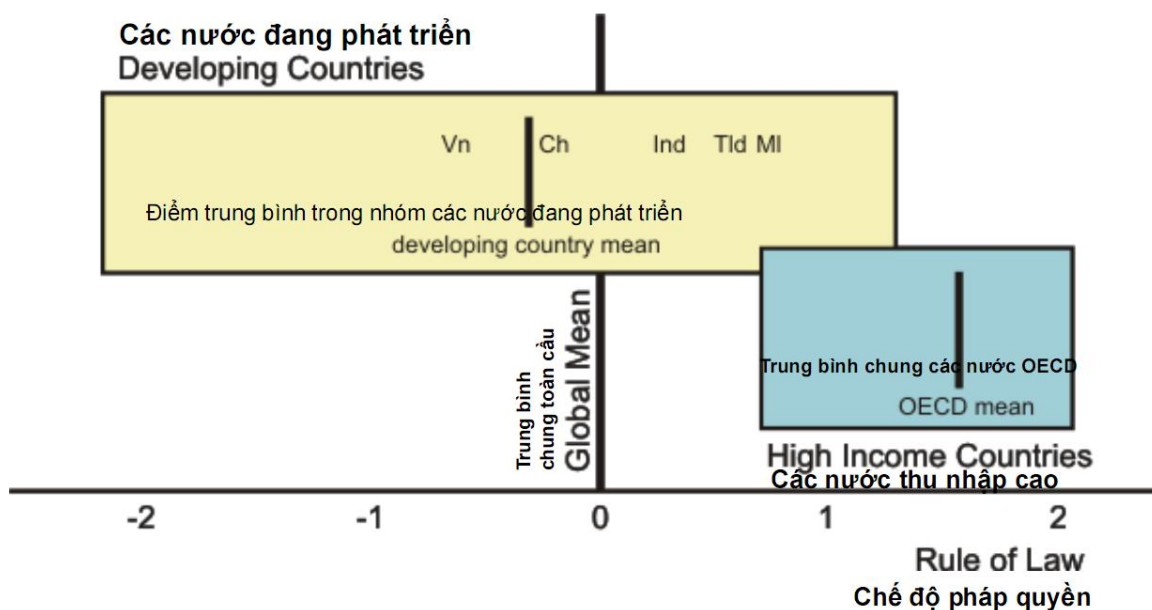 Các nước đang phát triển
Developing Countries
Vn Ch Ind Tld Ml
Điểm trung bình trong nhóm các nước đang phát triển
developing country mean
Trung bình
chung toàn cầu
Global Mean
Trung bình chung các nước OECD
OECD mean
High Income Countries
Các nước thu nhập cao
-2 -1 0 1 2
Rule of Law
Chế độ pháp quyền